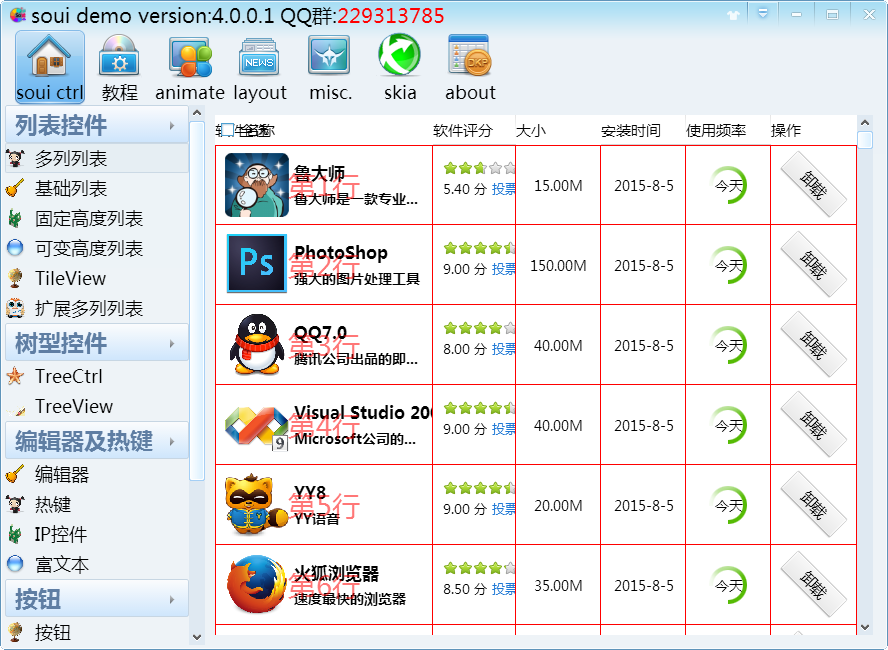 soui demo version:4.0.0.1 QQ群:229313785
soui ctrl 教程 animate layout misc. skia about
NEWS
DKP
列表控件
多列列表
基础列表
固定高度列表
可变高度列表
TileView
扩展多列列表
树型控件
TreeCtrl
TreeView
编辑器及热键
编辑器
热键
IP控件
富文本
按钮
按钮
软件名称 全选 软件评分 大小 安装时间 使用频率 操作
第1行
鲁大师
鲁大师是一款专业...
5.40 分 投票 15.00M 2015-8-5 今天 卸载
第2行
Ps
PhotoShop
强大的图片处理工具
9.00 分 投票 150.00M 2015-8-5 今天 卸载
第3行
QQ7.0
腾讯公司出品的即...
8.00 分 投票 40.00M 2015-8-5 今天 卸载
第4行
9
Visual Studio 200
Microsoft公司的...
9.00 分 投票 40.00M 2015-8-5 今天 卸载
第5行
YY8
YY语音
9.00 分 投票 20.00M 2015-8-5 今天 卸载
第6行
火狐浏览器
速度最快的浏览器
8.50 分 投票 35.00M 2015-8-5 今天 卸载